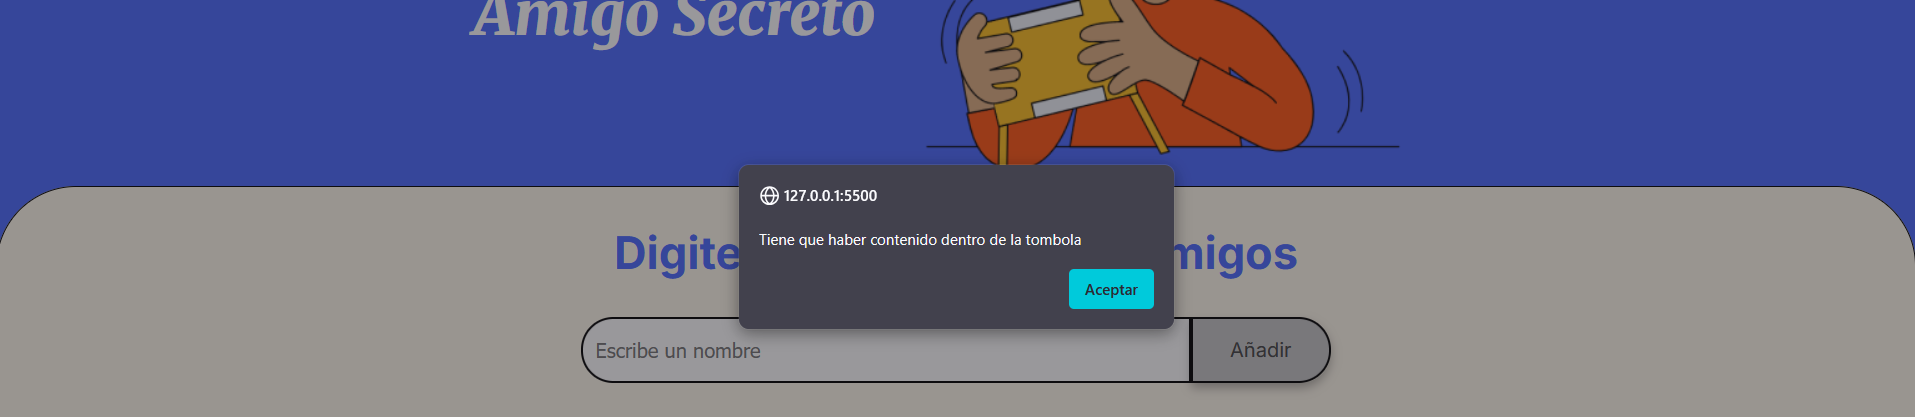 Amigo Secreto
127.0.0.1:5500
Tiene que haber contenido dentro de la tombola
Aceptar
Digite
migos
Escribe un nombre
Añadir